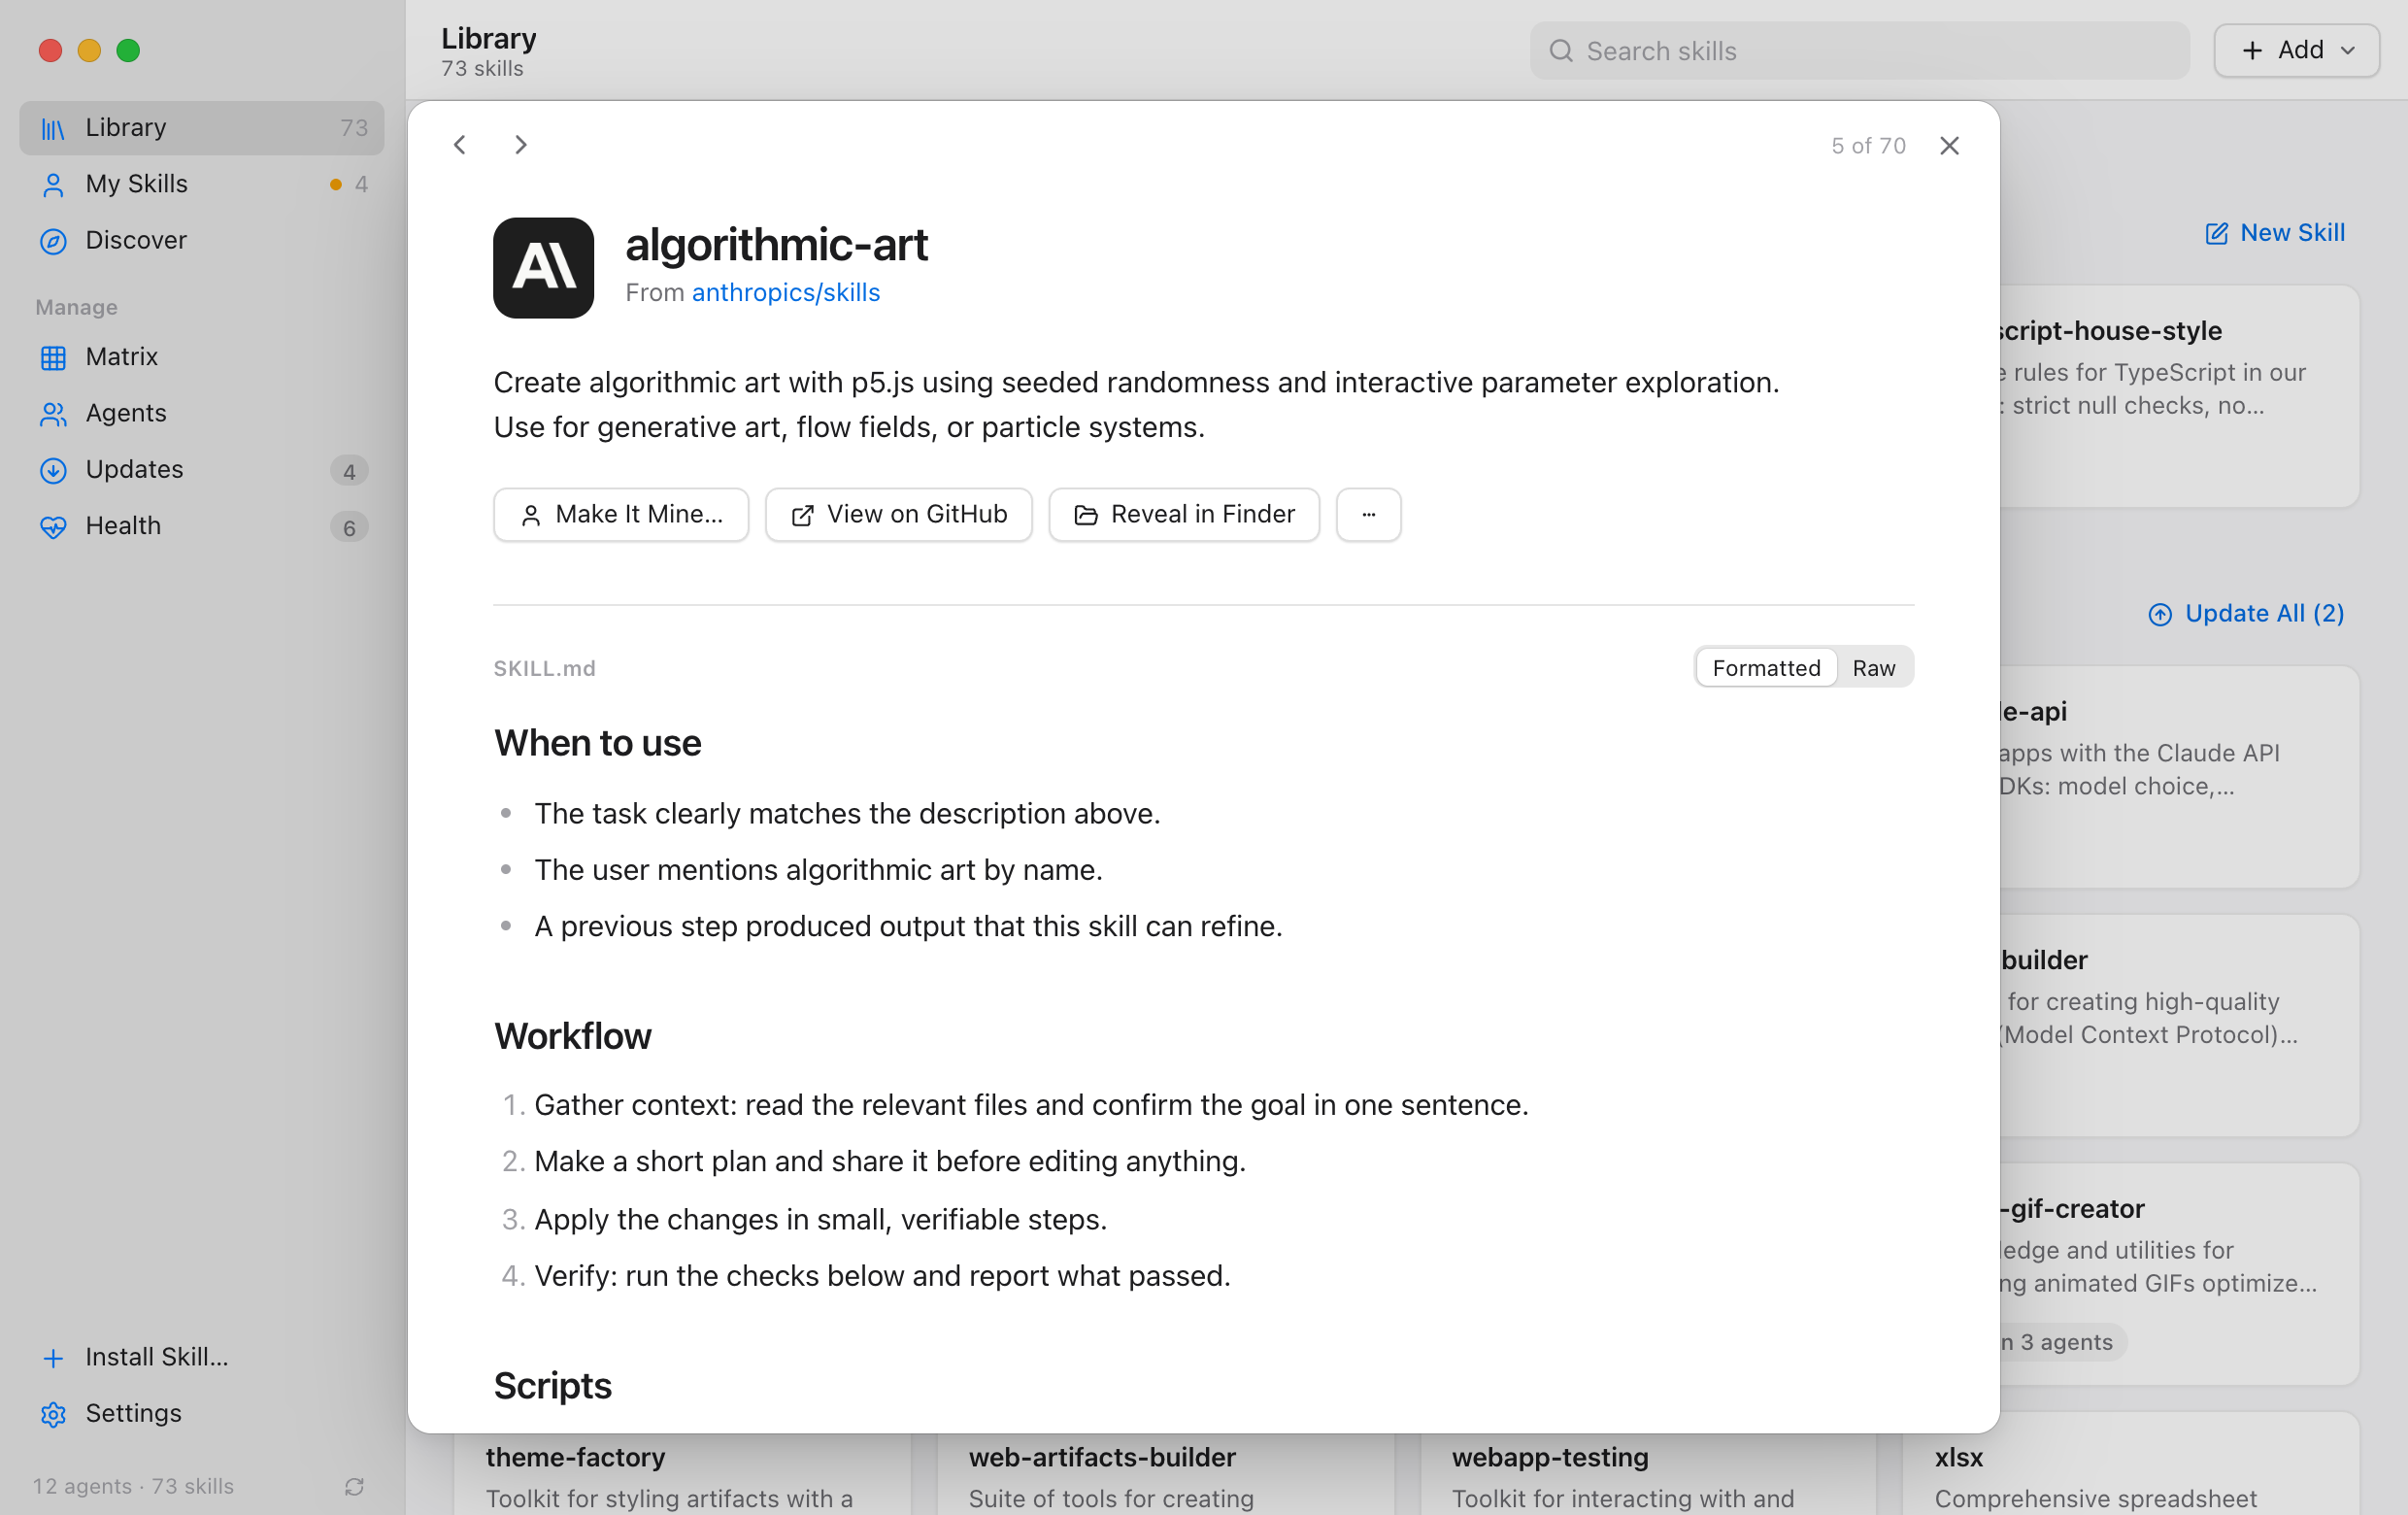 Library
73 skills
Search skills
Add
Library 73
My Skills 4
Discover
Manage
Matrix
Agents
Updates 4
Health 6
Install Skill...
Settings
12 agents · 73 skills
5 of 70
algorithmic-art
From anthropics/skills
Create algorithmic art with p5.js using seeded randomness and interactive parameter exploration.
Use for generative art, flow fields, or particle systems.
Make It Mine...
View on GitHub
Reveal in Finder
SKILL.md
Formatted Raw
When to use
• The task clearly matches the description above.
• The user mentions algorithmic art by name.
• A previous step produced output that this skill can refine.
Workflow
1. Gather context: read the relevant files and confirm the goal in one sentence.
2. Make a short plan and share it before editing anything.
3. Apply the changes in small, verifiable steps.
4. Verify: run the checks below and report what passed.
Scripts
New Skill
script-house-style
rules for TypeScript in our
: strict null checks, no...
Update All (2)
le-api
apps with the Claude API
DKs: model choice,...
builder
for creating high-quality
(Model Context Protocol)...
-gif-creator
ledge and utilities for
ng animated GIFs optimize...
n 3 agents
theme-factory
Toolkit for styling artifacts with a
web-artifacts-builder
Suite of tools for creating
webapp-testing
Toolkit for interacting with and
xlsx
Comprehensive spreadsheet